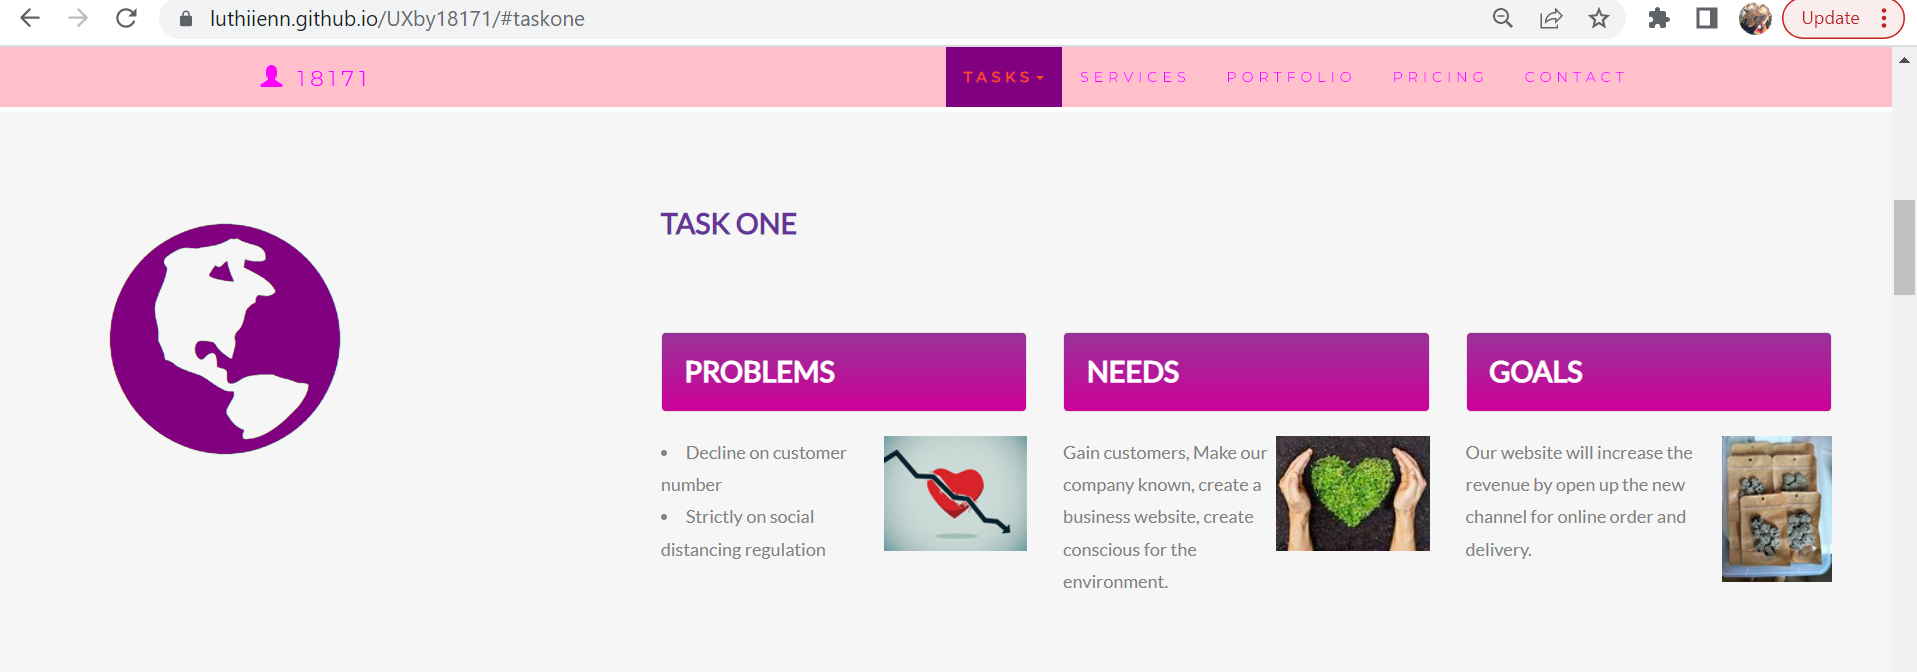 luthiienn.github.io/UXby18171/#taskone
Update
18171
TASKS
SERVICES
PORTFOLIO
PRICING
CONTACT
TASK ONE
PROBLEMS
• Decline on customer
number
• Strictly on social
distancing regulation
NEEDS
Gain customers, Make our
company known, create a
business website, create
conscious for the
environment.
GOALS
Our website will increase the
revenue by open up the new
channel for online order and
delivery.